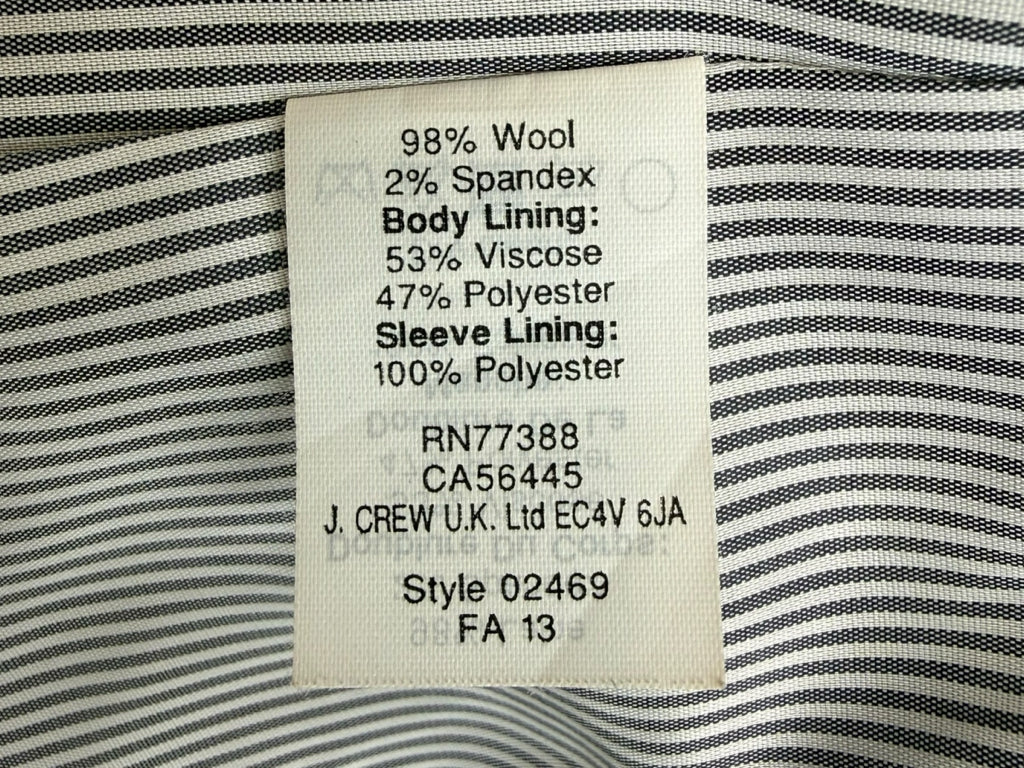 98% Wool
2% Spandex
Body Lining:
53% Viscose
47% Polyester
Sleeve Lining:
100% Polyester
RN77388
CA56445
J. CREW U.K. Ltd EC4V 6JA
Style 02469
FA 13